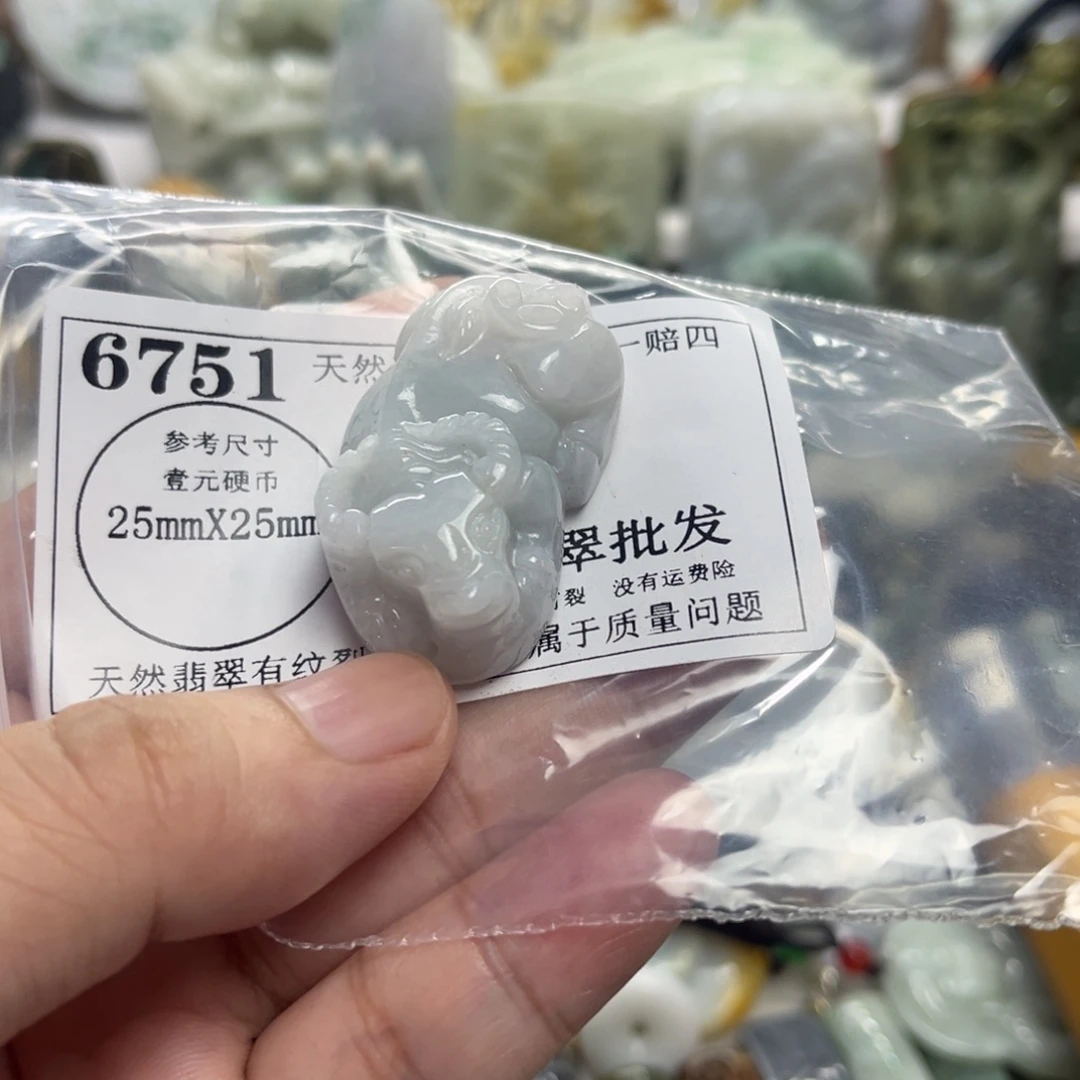 6751 天然 一赔四
参考尺寸
壹元硬币
25mmX25mm
翠批发
裂 没有运费险
属于质量问题
天然翡翠有纹裂